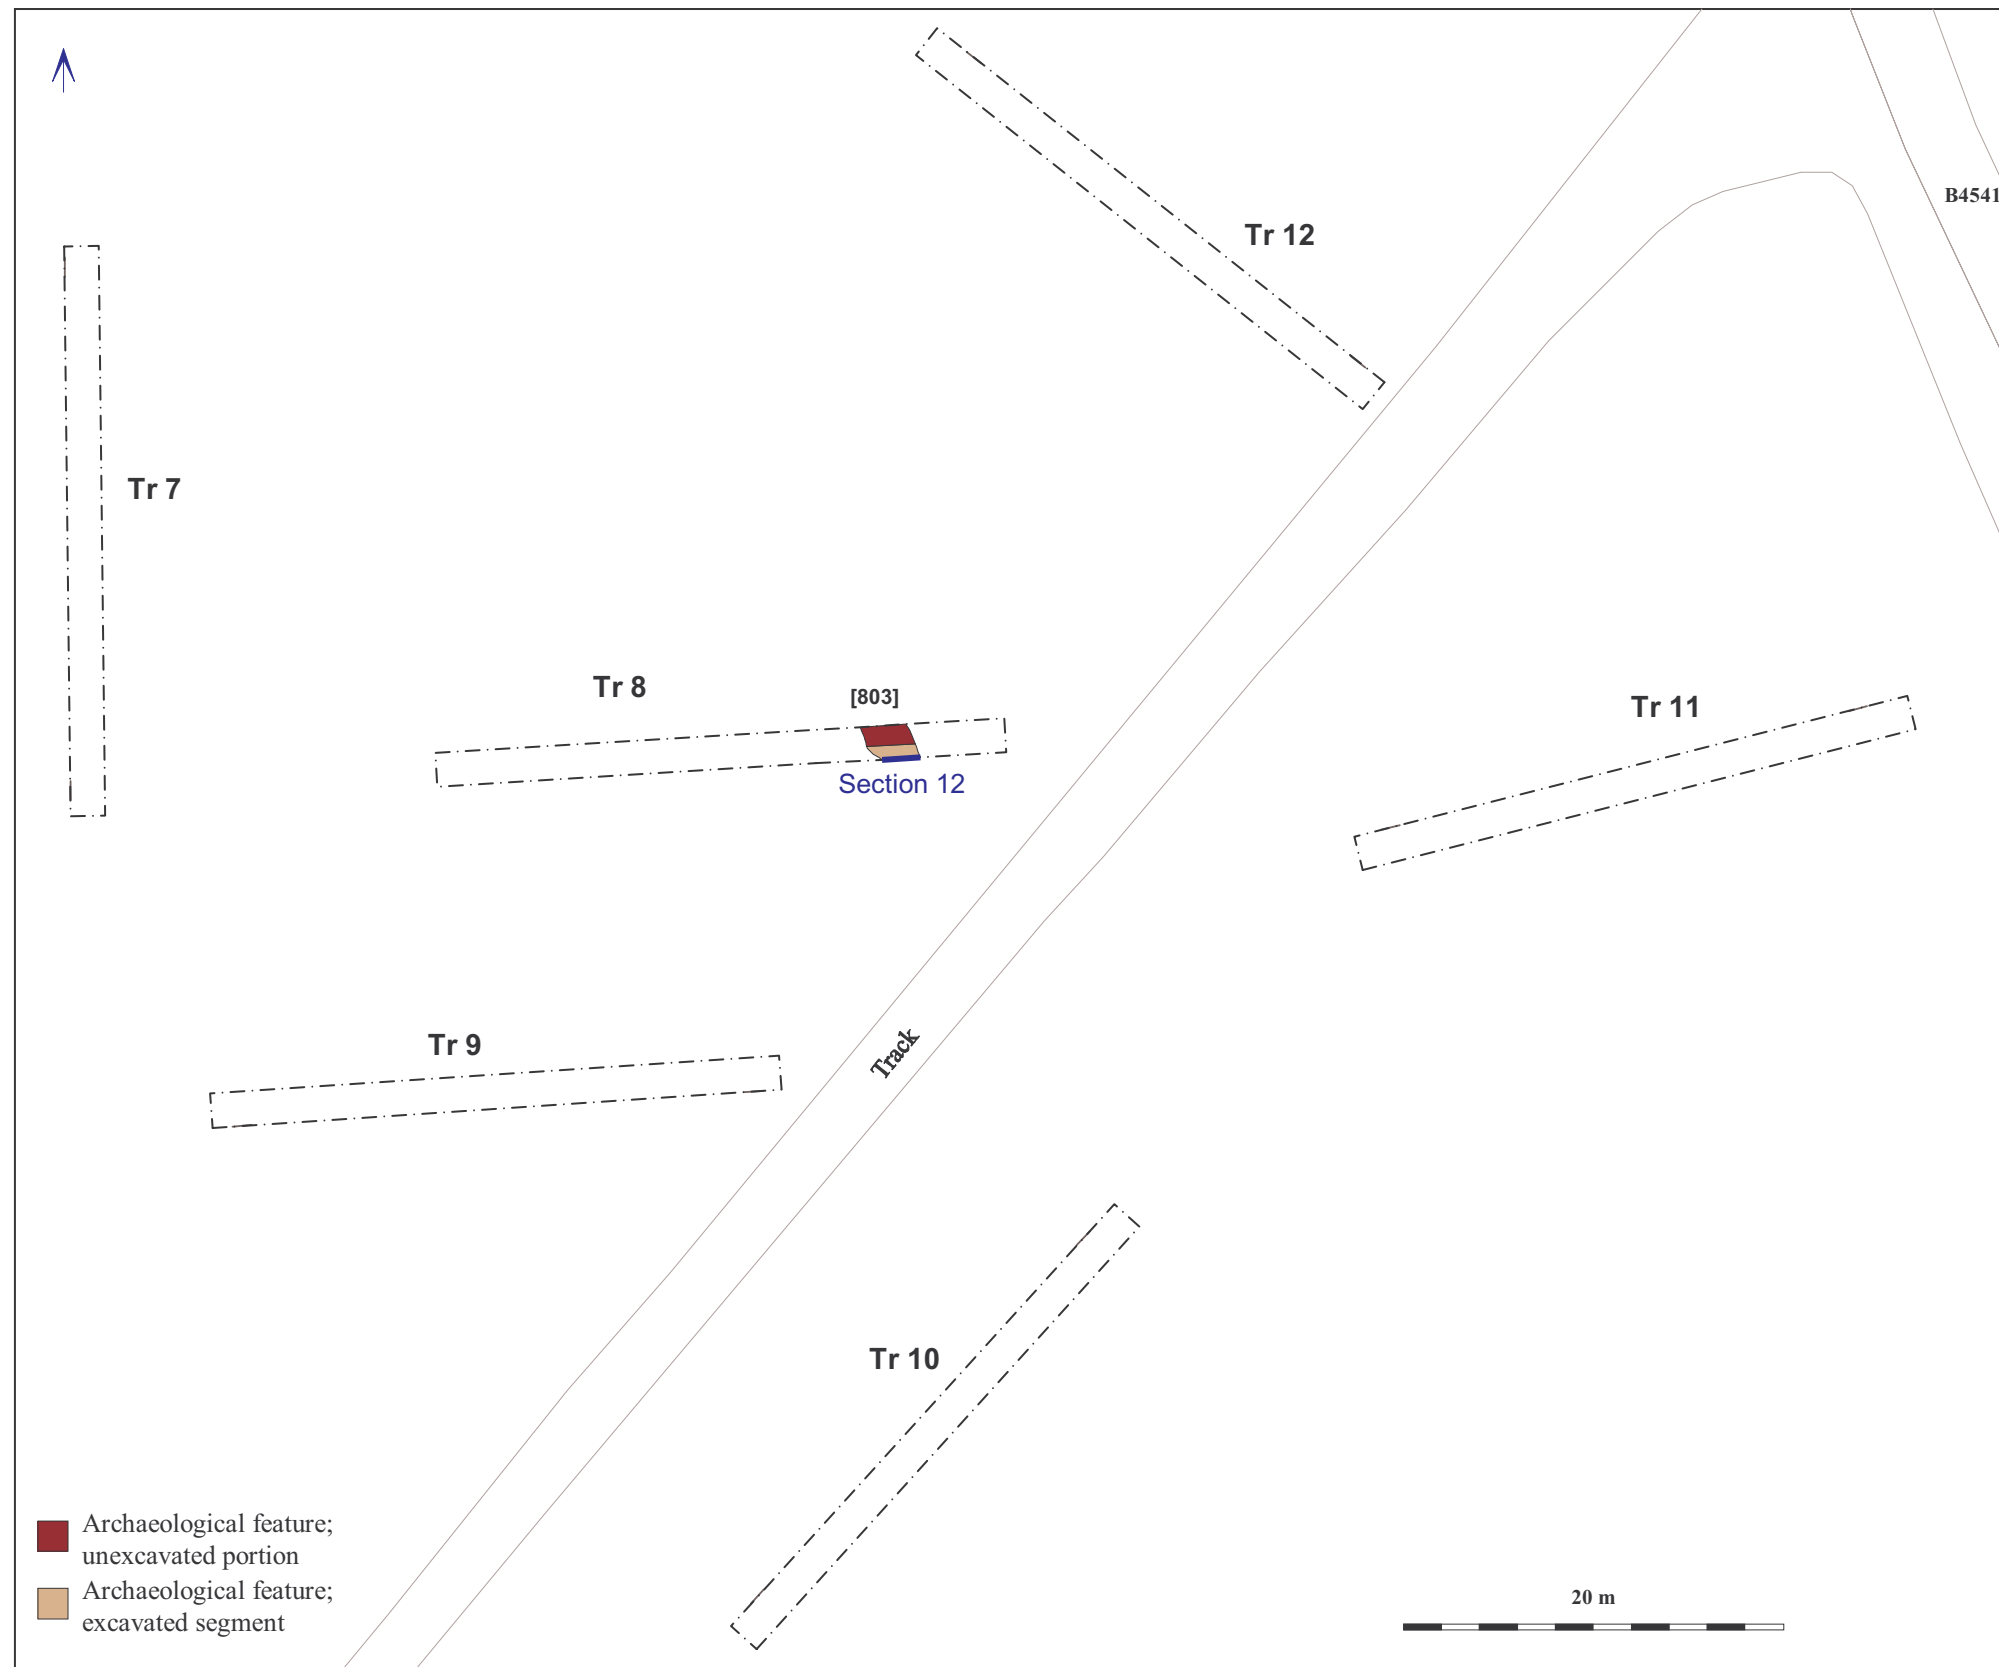 Tr 12
B4541
Tr 7
Tr 8
[803]
Tr 11
Section 12
Tr 9
Track
Tr 10
Archaeological feature;
unexcavated portion
Archaeological feature;
excavated segment
20 m